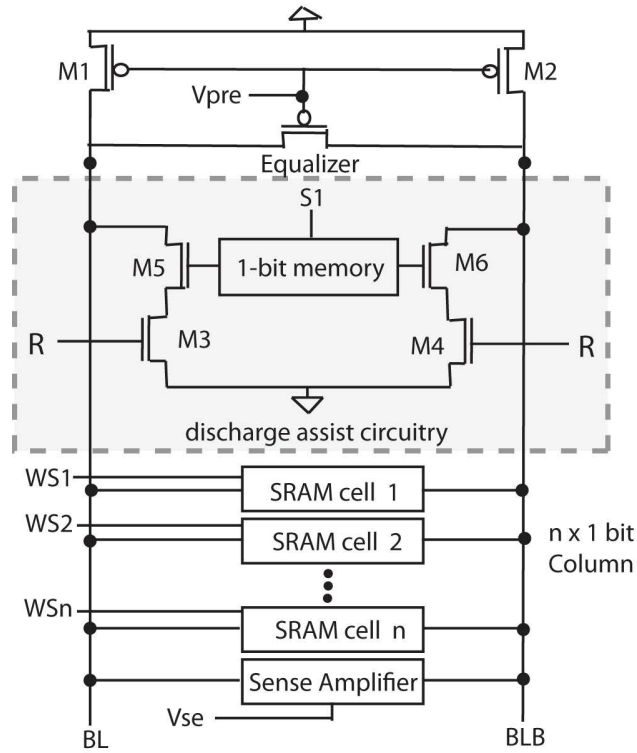 M1
M2
Vpre
Equalizer
S1
M5
1-bit memory
M6
R
M3
M4
R
discharge assist circuitry
WS1
SRAM cell 1
WS2
SRAM cell 2
n x 1 bit
Column
WSn
SRAM cell n
Sense Amplifier
Vse
BL
BLB